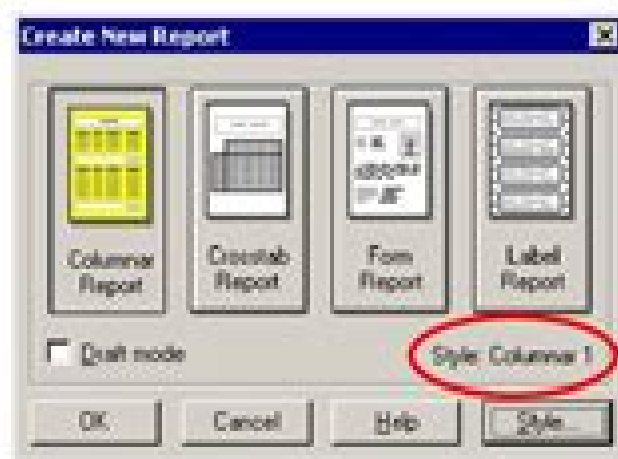 Create New Report
Columnar
Report
Crosstab
Report
Form
Report
Label
Report
Draft mode
Style: Columnar 1
OK
Cancel
Help
Style...